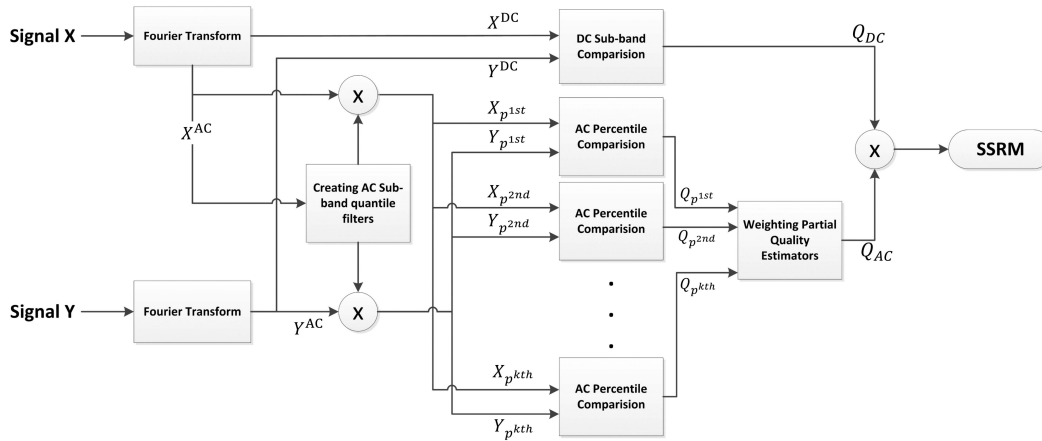 Signal X
Fourier Transform
X^DC
Y^DC
DC Sub-band
Comparision
Q_DC
X^AC
X
X_p^1st
Y_p^1st
AC Percentile
Comparision
X
SSRM
Creating AC Sub-
band quantile
filters
X_p^2nd
Y_p^2nd
AC Percentile
Comparision
Q_p^1st
Q_p^2nd
Weighting Partial
Quality
Estimators
Q_AC
Signal Y
Fourier Transform
Y^AC
X
Q_p^kth
X_p^kth
Y_p^kth
AC Percentile
Comparision